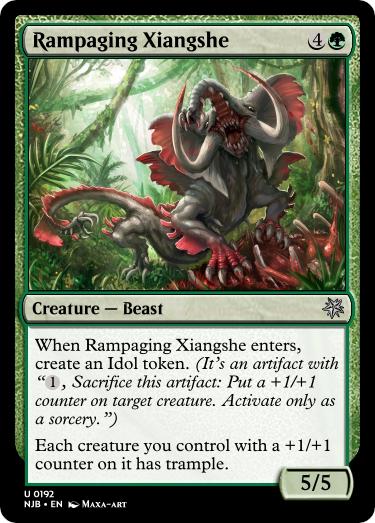 Rampaging Xiangshe 4
Creature — Beast
When Rampaging Xiangshe enters,
create an Idol token. (It's an artifact with
“1, Sacrifice this artifact: Put a +1/+1
counter on target creature. Activate only as
a sorcery.”)
Each creature you control with a +1/+1
counter on it has trample.
5/5
U 0192
NJB • EN Maxa-art